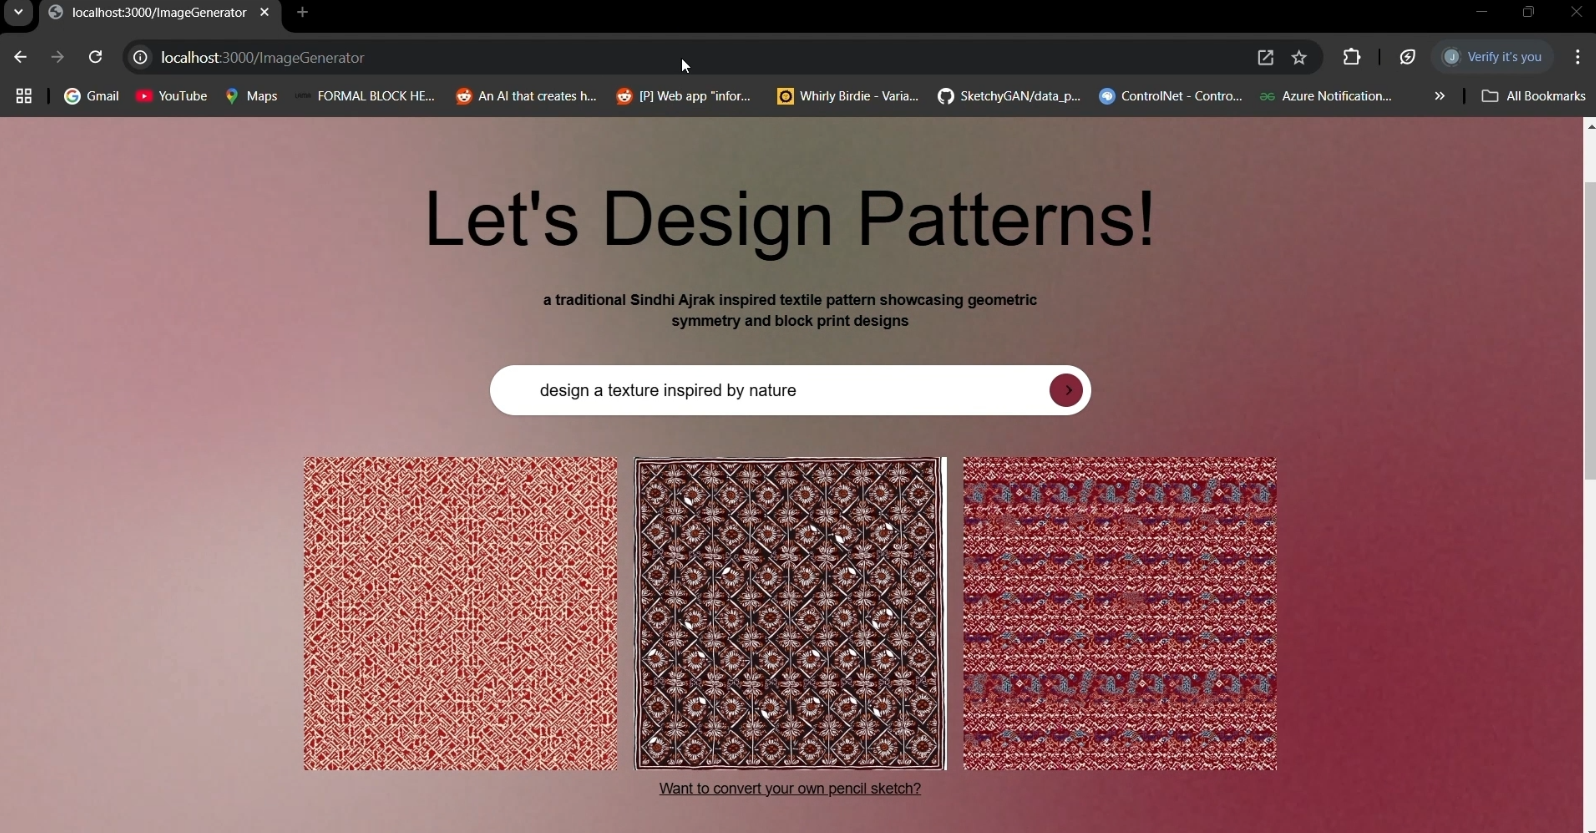 localhost:3000/ImageGenerator
localhost:3000/ImageGenerator
Verify it's you
Gmail
YouTube
Maps
FORMAL BLOCK HE...
An AI that creates h...
[P] Web app "infor...
Whirly Birdie - Varia...
SketchyGAN/data_p...
ControlNet - Contro...
Azure Notification...
All Bookmarks
Let's Design Patterns!
a traditional Sindhi Ajrak inspired textile pattern showcasing geometric
symmetry and block print designs
design a texture inspired by nature
Want to convert your own pencil sketch?